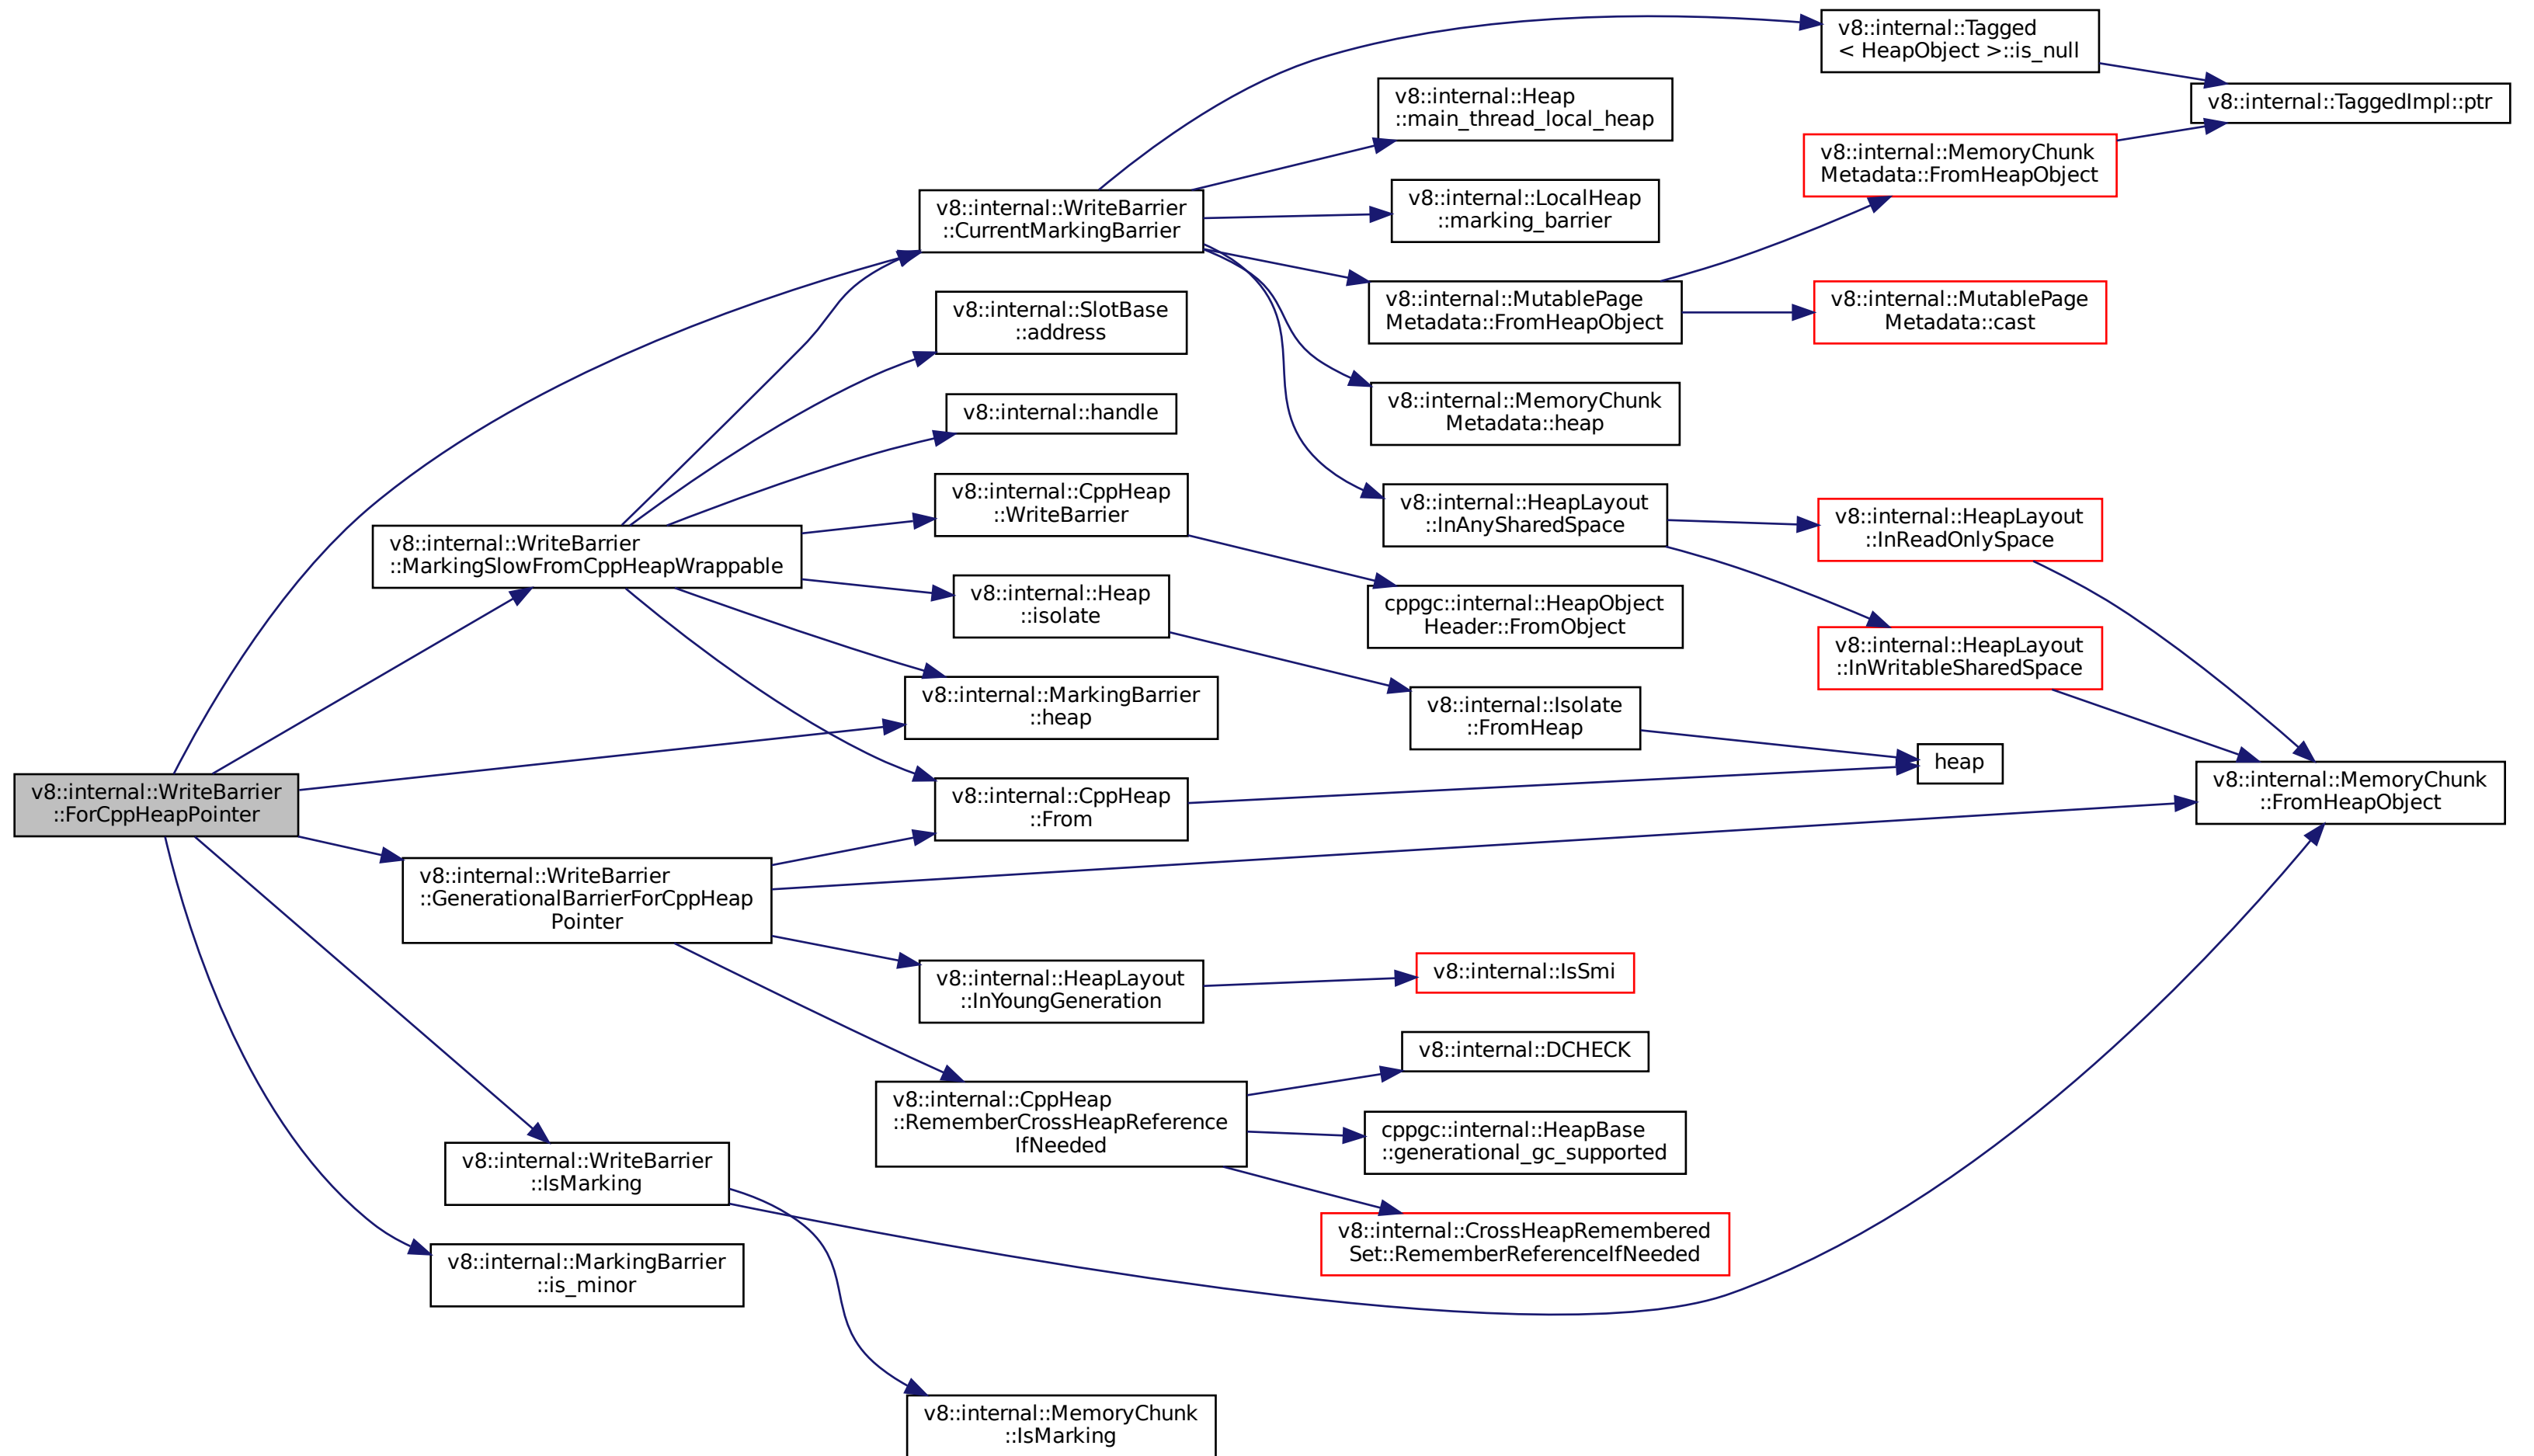 v8::internal::WriteBarrier
::ForCppHeapPointer
v8::internal::WriteBarrier
::CurrentMarkingBarrier
v8::internal::Tagged
< HeapObject >::is_null
v8::internal::TaggedImpl::ptr
v8::internal::Heap
::main_thread_local_heap
v8::internal::LocalHeap
::marking_barrier
v8::internal::MutablePage
Metadata::FromHeapObject
v8::internal::MemoryChunk
Metadata::FromHeapObject
v8::internal::MutablePage
Metadata::cast
v8::internal::MemoryChunk
Metadata::heap
v8::internal::HeapLayout
::InAnySharedSpace
v8::internal::HeapLayout
::InReadOnlySpace
v8::internal::HeapLayout
::InWritableSharedSpace
v8::internal::MemoryChunk
::FromHeapObject
v8::internal::WriteBarrier
::MarkingSlowFromCppHeapWrappable
v8::internal::SlotBase
::address
v8::internal::handle
v8::internal::CppHeap
::WriteBarrier
cppgc::internal::HeapObject
Header::FromObject
v8::internal::Heap
::isolate
v8::internal::Isolate
::FromHeap
heap
v8::internal::MarkingBarrier
::heap
v8::internal::CppHeap
::From
v8::internal::WriteBarrier
::GenerationalBarrierForCppHeap
Pointer
v8::internal::HeapLayout
::InYoungGeneration
v8::internal::IsSmi
v8::internal::CppHeap
::RememberCrossHeapReference
IfNeeded
v8::internal::DCHECK
cppgc::internal::HeapBase
::generational_gc_supported
v8::internal::CrossHeapRemembered
Set::RememberReferenceIfNeeded
v8::internal::WriteBarrier
::IsMarking
v8::internal::MarkingBarrier
::is_minor
v8::internal::MemoryChunk
::IsMarking